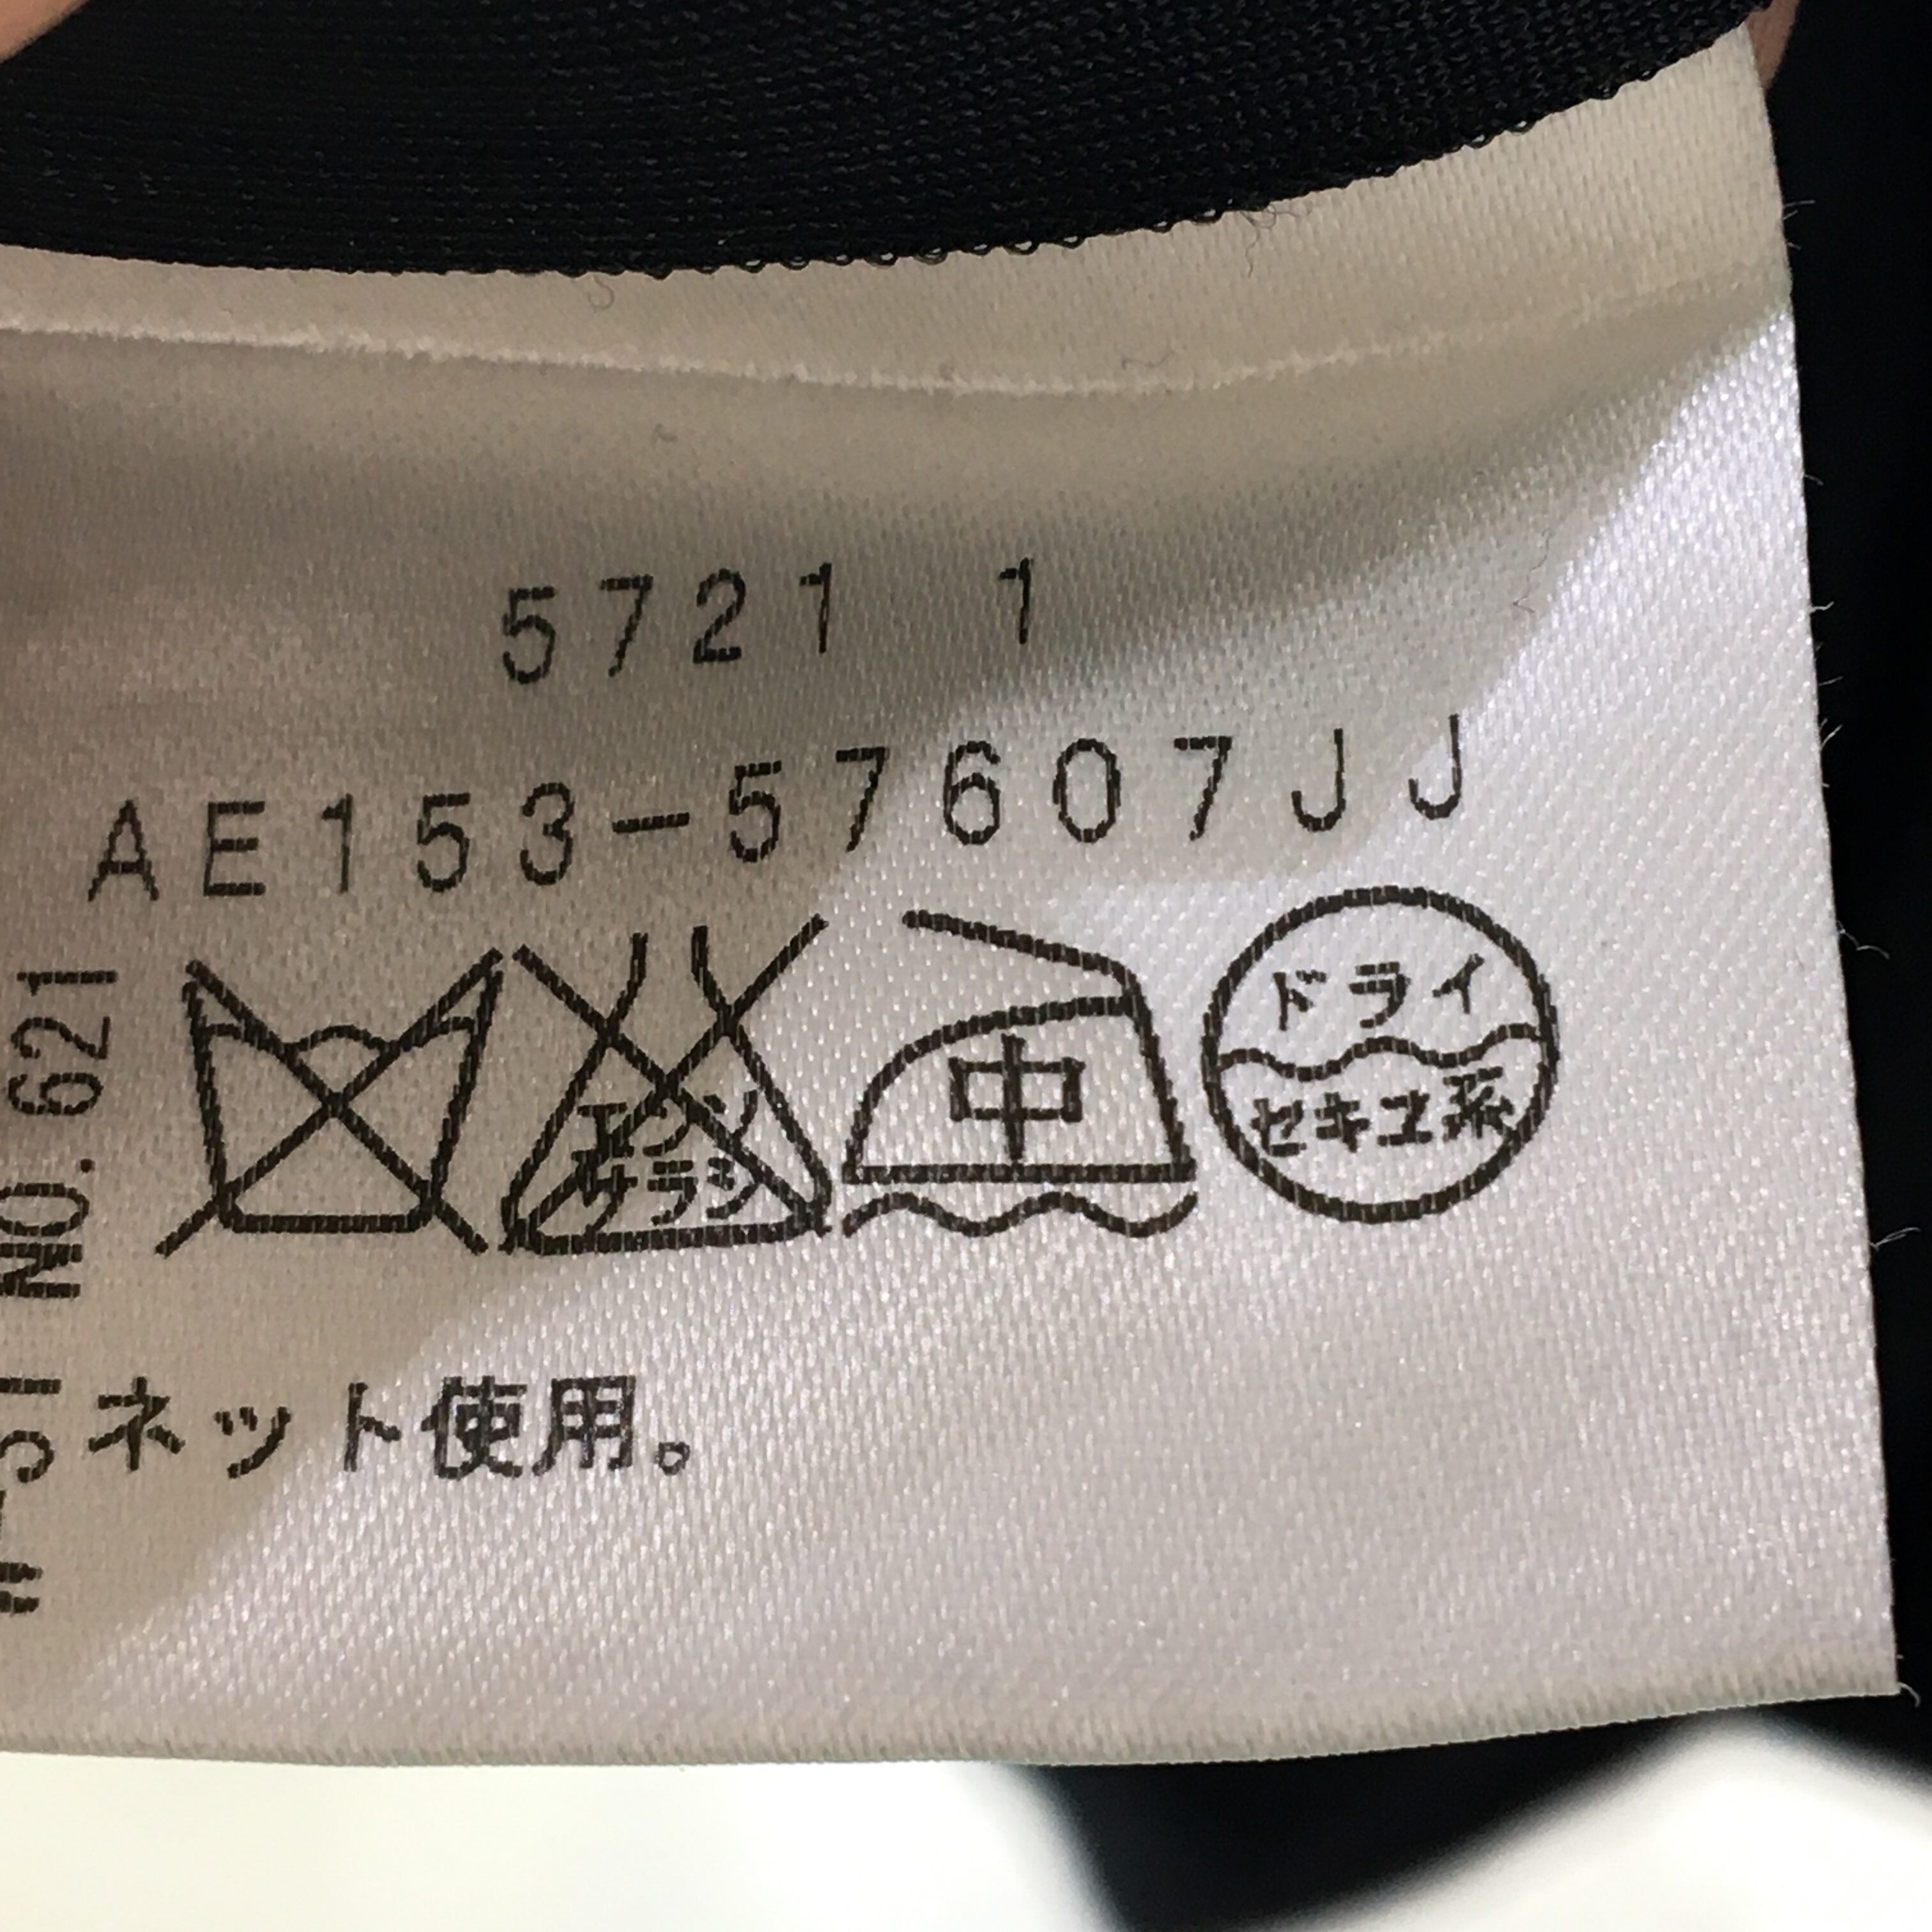 5721 1
AE153-57607JJ
エンソ
サラシ
中
ドライ
セキユ系
ネット使用。
NO.621